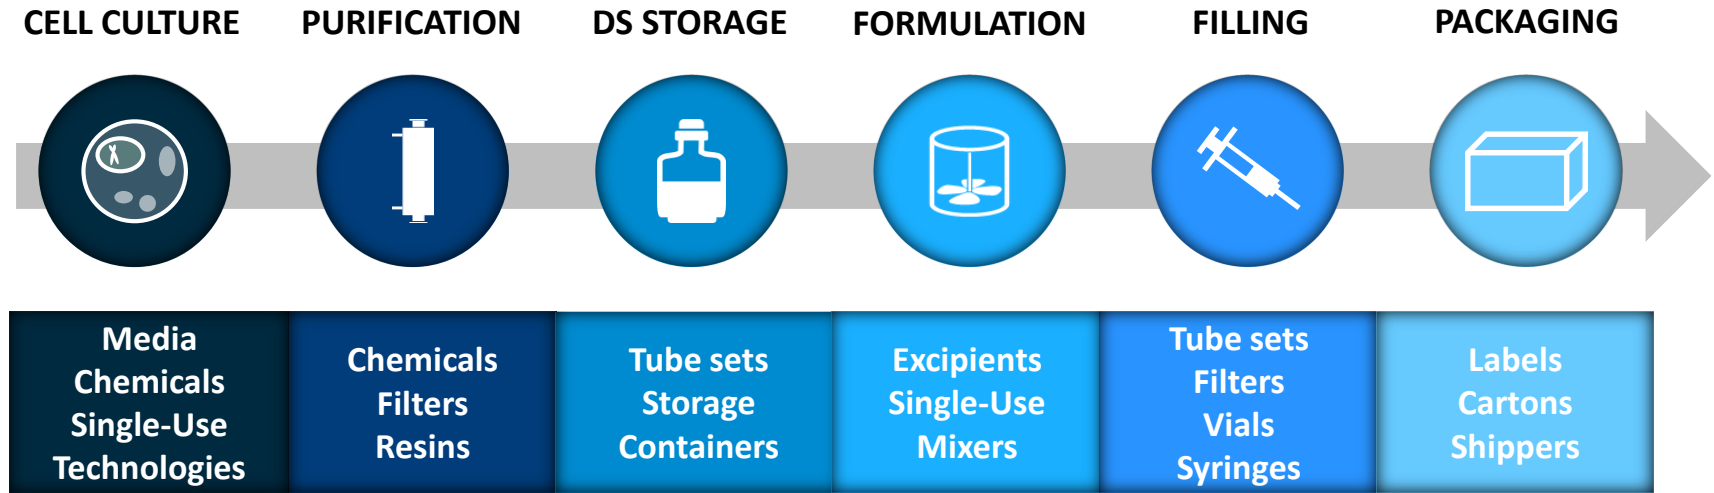 CELL CULTURE
PURIFICATION
DS STORAGE
FORMULATION
FILLING
PACKAGING
Media
Chemicals
Single-Use
Technologies
Chemicals
Filters
Resins
Tube sets
Storage
Containers
Excipients
Single-Use
Mixers
Tube sets
Filters
Vials
Syringes
Labels
Cartons
Shippers